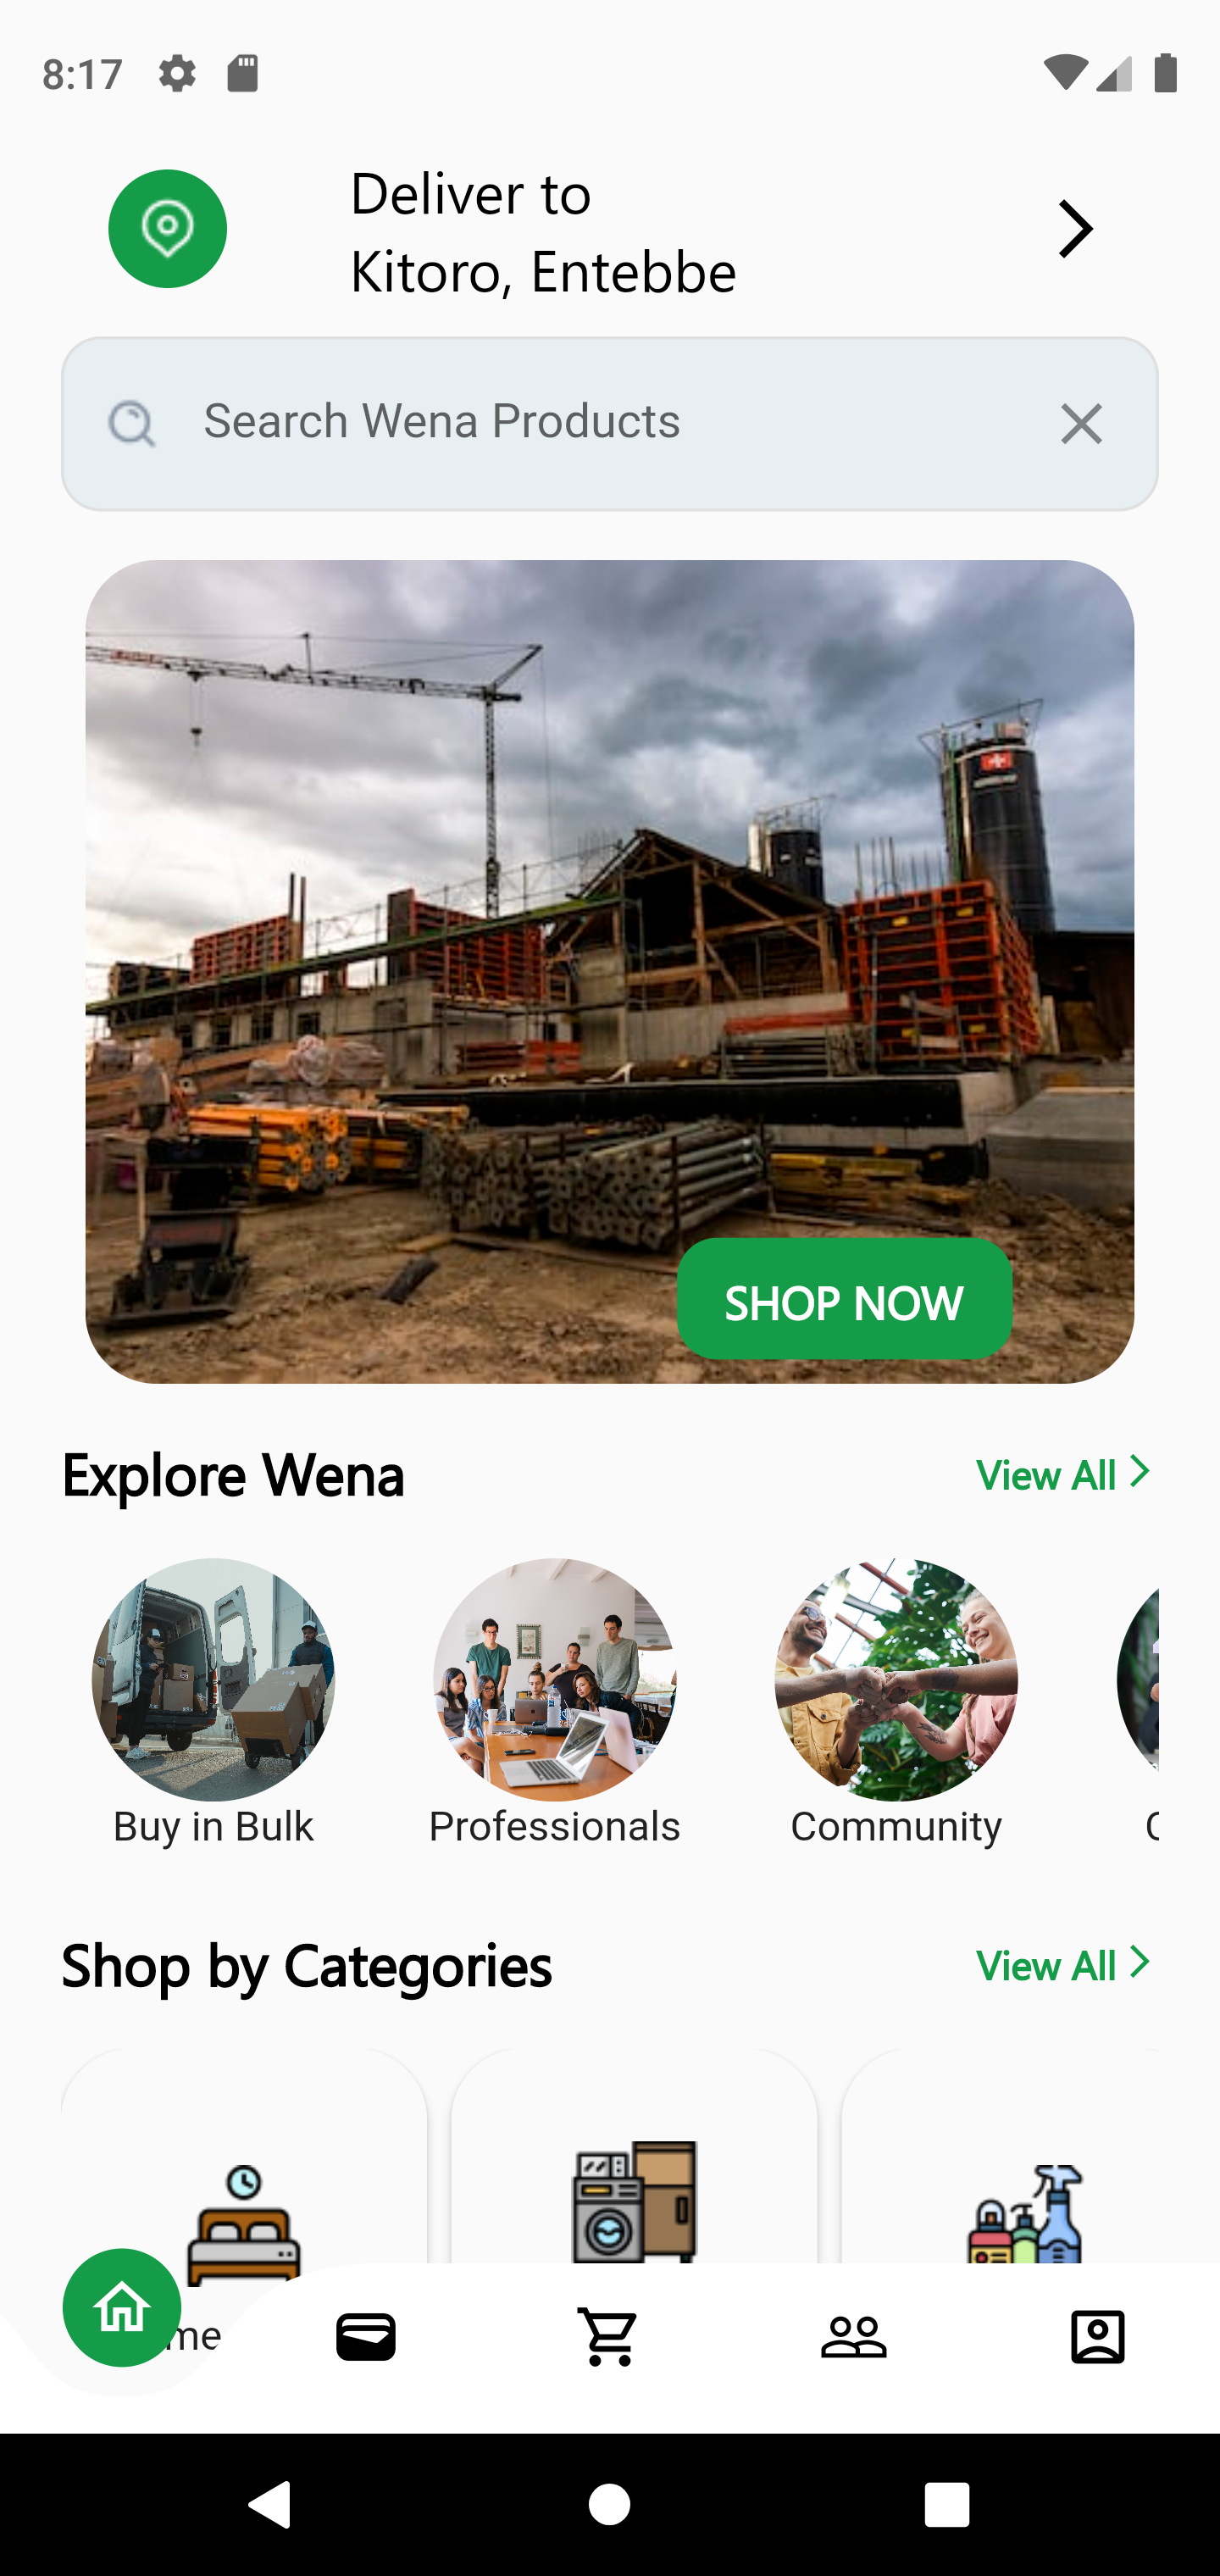 8:17
Deliver to
Kitoro, Entebbe
Search Wena Products
SHOP NOW
Explore Wena
View All
Buy in Bulk
Professionals
Community
Shop by Categories
View All
me